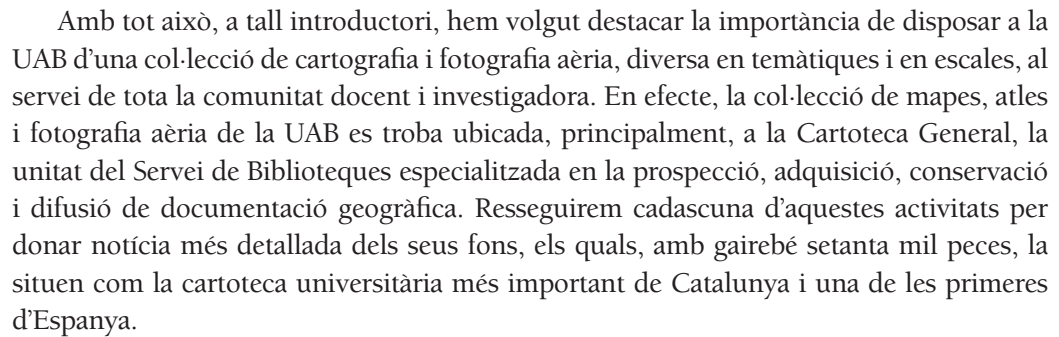 Amb tot això, a tall introductori, hem volgut destacar la importància de disposar a la
UAB d'una col·lecció de cartografia i fotografia aèria, diversa en temàtiques i en escales, al
servei de tota la comunitat docent i investigadora. En efecte, la col·lecció de mapes, atles
i fotografia aèria de la UAB es troba ubicada, principalment, a la Cartoteca General, la
unitat del Servei de Biblioteques especialitzada en la prospecció, adquisició, conservació
i difusió de documentació geogràfica. Resseguirem cadascuna d'aquestes activitats per
donar notícia més detallada dels seus fons, els quals, amb gairebé setanta mil peces, la
situen com la cartoteca universitària més important de Catalunya i una de les primeres
d'Espanya.